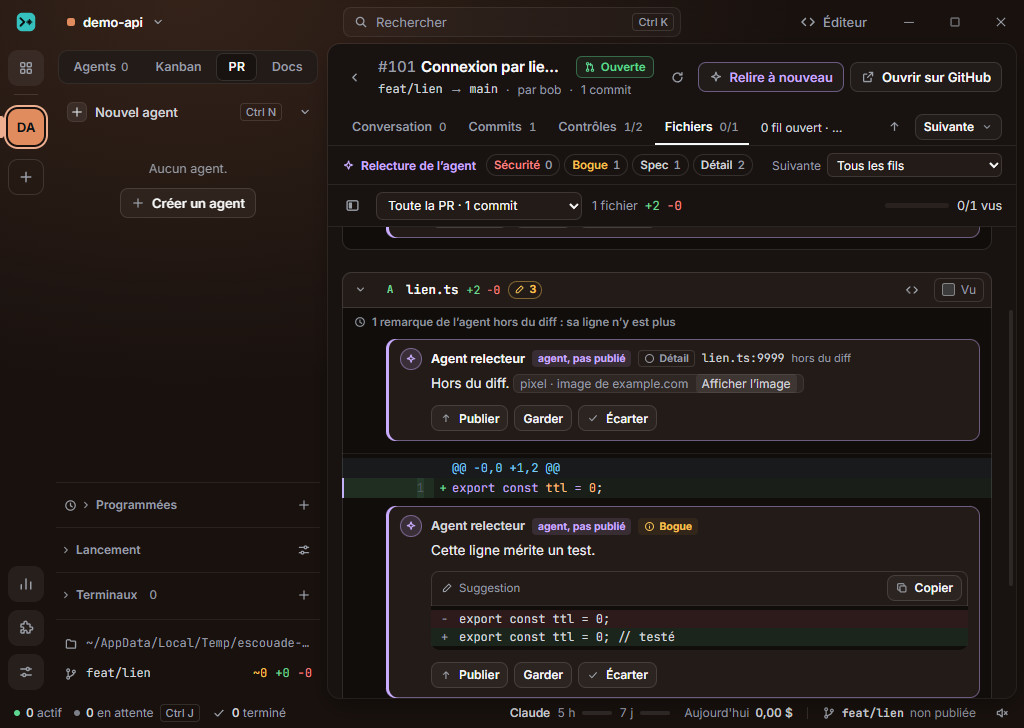 demo-api
Rechercher
Ctrl K
Éditeur
Agents 0
Kanban
PR
Docs
DA
Nouvel agent
Ctrl N
Aucun agent.
Créer un agent
Programmées
Lancement
Terminaux 0
~/AppData/Local/Temp/escouade-…
feat/lien
~0 +0 -0
#101 Connexion par lie…
Ouverte
Relire à nouveau
Ouvrir sur GitHub
feat/lien → main · par bob · 1 commit
Conversation 0
Commits 1
Contrôles 1/2
Fichiers 0/1
0 fil ouvert · …
Suivante
Relecture de l’agent
Sécurité 0
Bogue 1
Spec 1
Détail 2
Suivante
Tous les fils
Toute la PR · 1 commit
1 fichier +2 -0
0/1 vus
A lien.ts +2 -0
3
Vu
1 remarque de l’agent hors du diff : sa ligne n’y est plus
Agent relecteur
agent, pas publié
Détail
lien.ts:9999 hors du diff
Hors du diff.
pixel · image de example.com
Afficher l’image
Publier
Garder
Écarter
@@ -0,0 +1,2 @@
1 + export const ttl = 0;
Agent relecteur
agent, pas publié
Bogue
Cette ligne mérite un test.
Suggestion
Copier
- export const ttl = 0;
+ export const ttl = 0; // testé
Publier
Garder
Écarter
0 actif
0 en attente
Ctrl J
0 terminé
Claude 5 h
7 j
Aujourd’hui 0,00 $
feat/lien non publiée